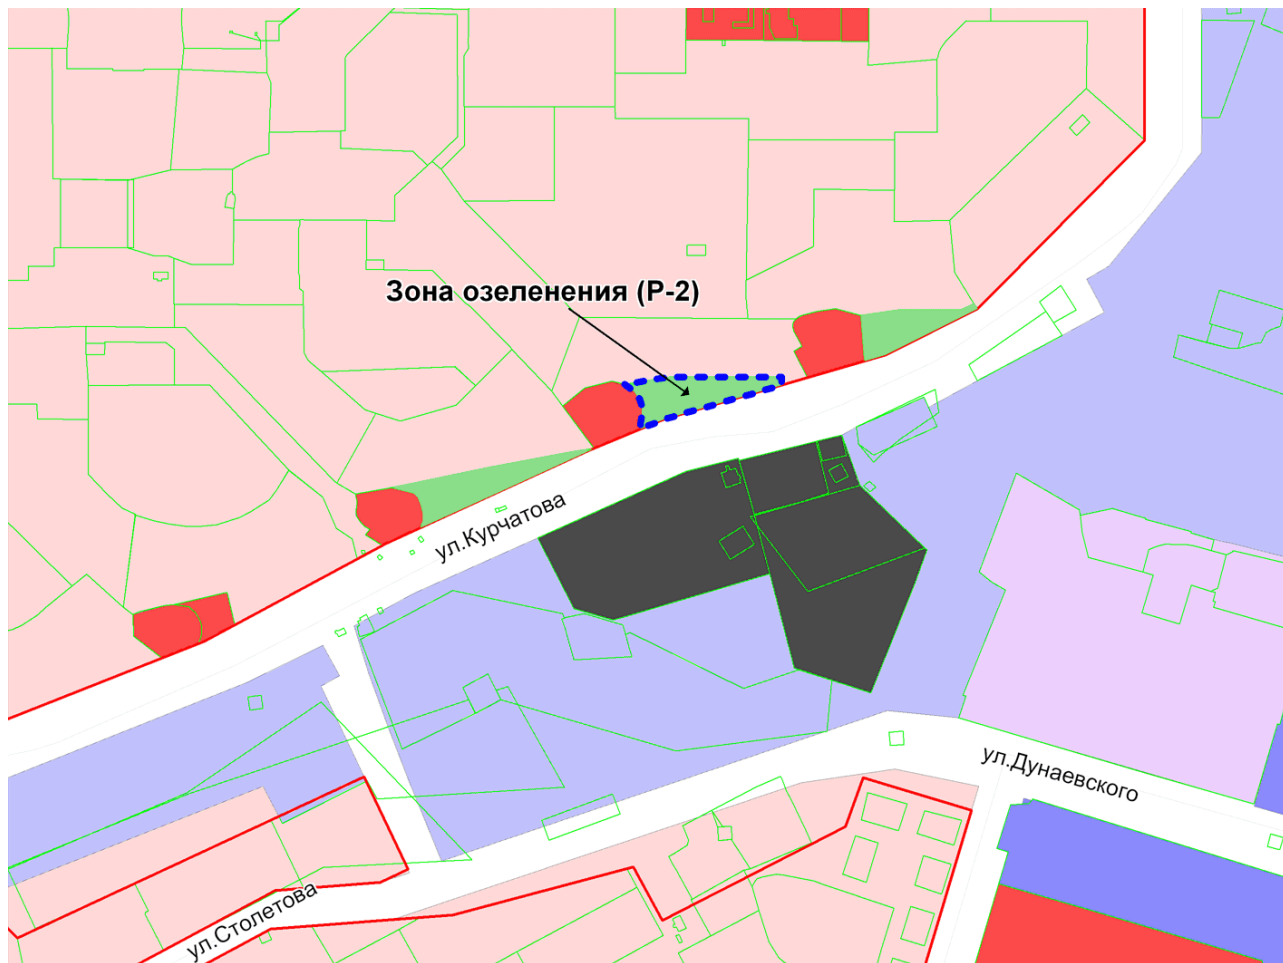 Зона озеленения (Р-2)
ул.Курчатова
ул.Дунаевского
ул.Столетова